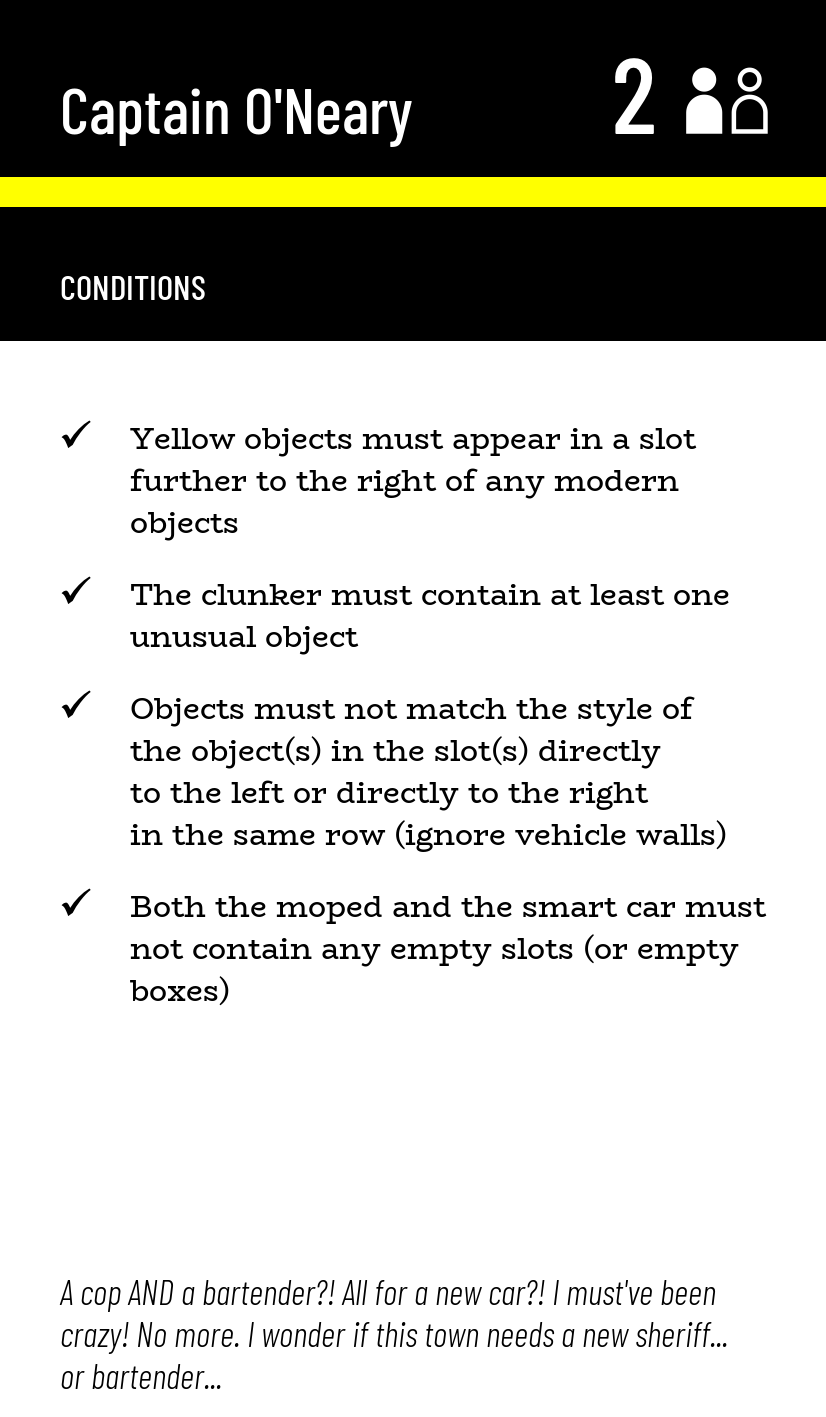 Captain O'Neary
2
CONDITIONS
Yellow objects must appear in a slot
further to the right of any modern
objects
The clunker must contain at least one
unusual object
Objects must not match the style of
the object(s) in the slot(s) directly
to the left or directly to the right
in the same row (ignore vehicle walls)
Both the moped and the smart car must
not contain any empty slots (or empty
boxes)
A cop AND a bartender?! All for a new car?! I must've been
crazy! No more. I wonder if this town needs a new sheriff...
or bartender...